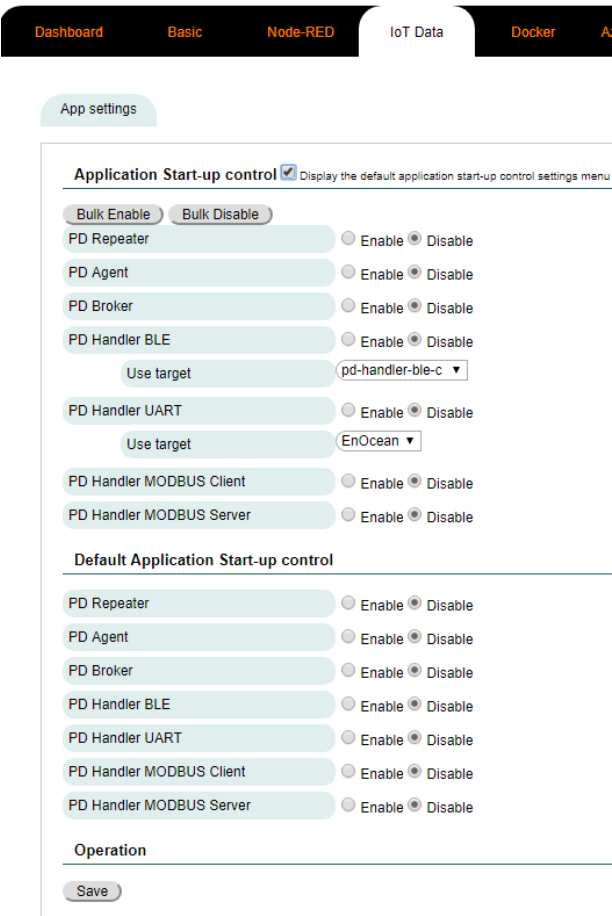 Dashboard Basic Node-RED IoT Data Docker
App settings
Application Start-up control Display the default application start-up control settings menu
Bulk Enable Bulk Disable
PD Repeater Enable Disable
PD Agent Enable Disable
PD Broker Enable Disable
PD Handler BLE Enable Disable
Use target pd-handler-ble-c
PD Handler UART Enable Disable
Use target EnOcean
PD Handler MODBUS Client Enable Disable
PD Handler MODBUS Server Enable Disable
Default Application Start-up control
PD Repeater Enable Disable
PD Agent Enable Disable
PD Broker Enable Disable
PD Handler BLE Enable Disable
PD Handler UART Enable Disable
PD Handler MODBUS Client Enable Disable
PD Handler MODBUS Server Enable Disable
Operation
Save